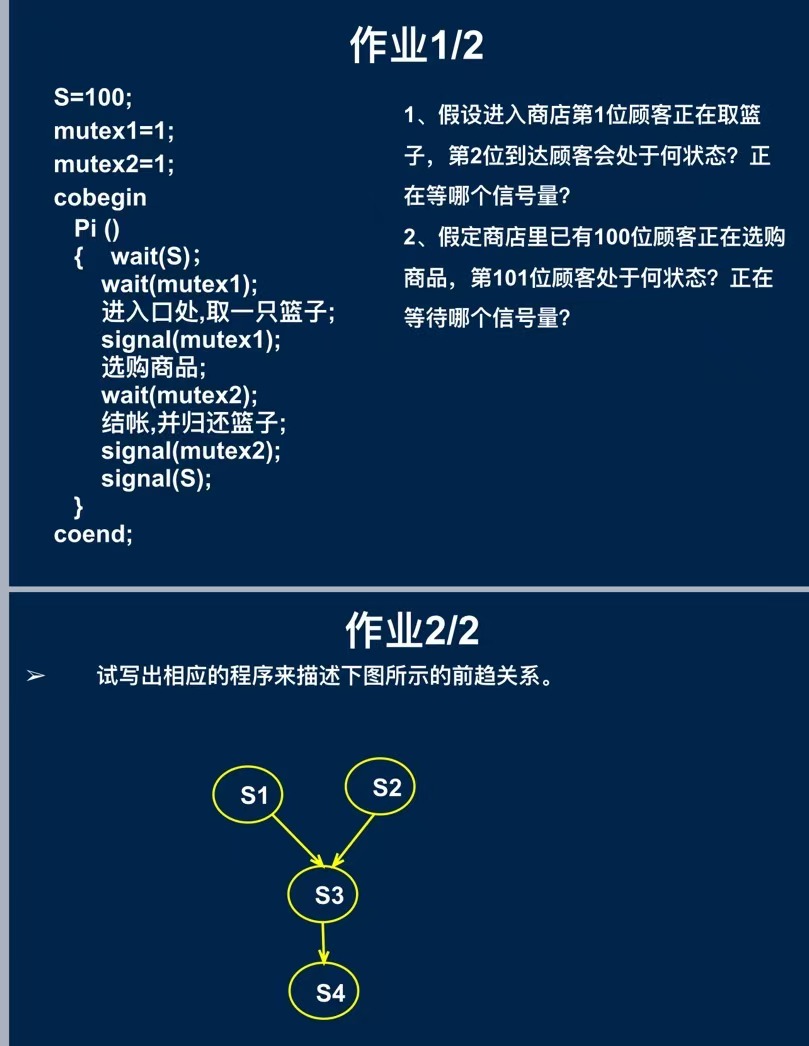 作业1/2
S=100;
mutex1=1;
mutex2=1;
cobegin
Pi ()
{ wait(S);
wait(mutex1);
进入口处,取一只篮子;
signal(mutex1);
选购商品;
wait(mutex2);
结帐,并归还篮子;
signal(mutex2);
signal(S);
}
coend;
1、假设进入商店第1位顾客正在取篮
子，第2位到达顾客会处于何状态？正
在等哪个信号量？
2、假定商店里已有100位顾客正在选购
商品，第101位顾客处于何状态？正在
等待哪个信号量？
作业2/2
➢ 试写出相应的程序来描述下图所示的前趋关系。
S1
S2
S3
S4